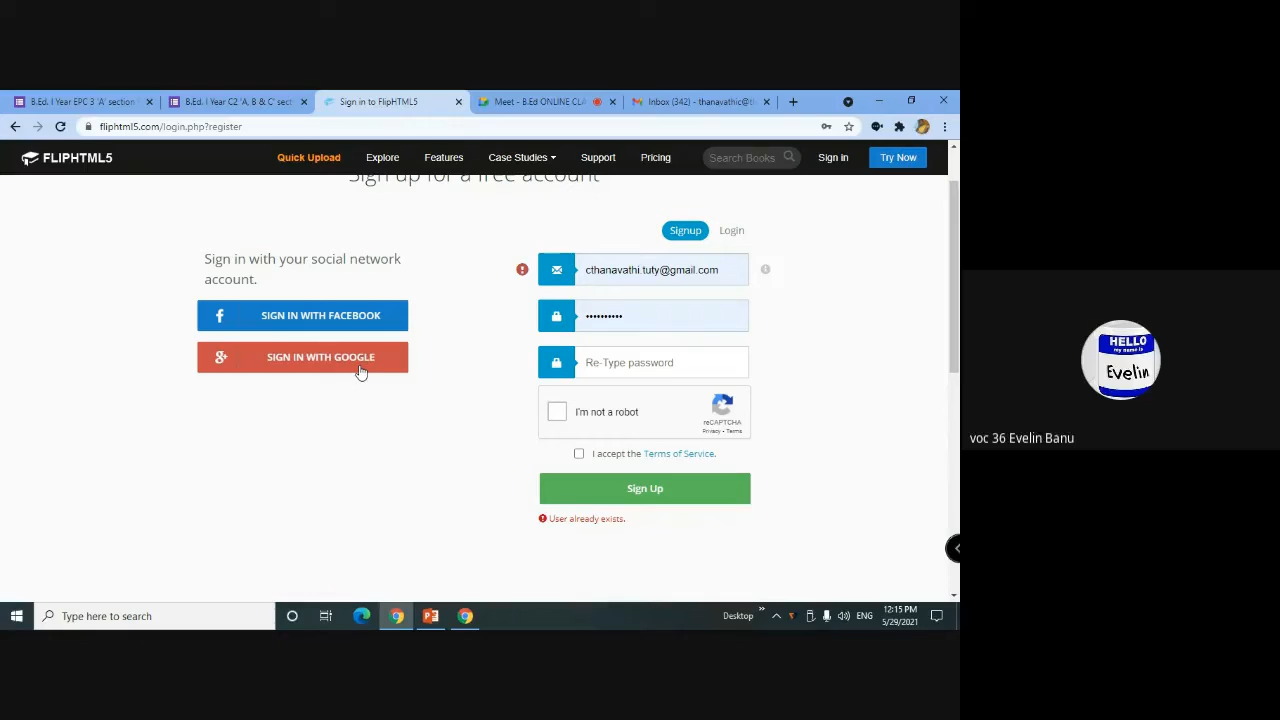 B.Ed. I Year EPC 3 'A' section
B.Ed. I Year C2 'A, B & C' sect
Sign in to FlipHTML5
Meet - B.Ed ONLINE CLA
Inbox (342) - thanavathic@
fliphtml5.com/login.php?register
FLIPHTML5
Quick Upload
Explore
Features
Case Studies
Support
Pricing
Search Books
Sign in
Try Now
Sign up for a free account
Signup
Login
Sign in with your social network
account.
SIGN IN WITH FACEBOOK
SIGN IN WITH GOOGLE
cthanavathi.tuty@gmail.com
Re-Type password
I'm not a robot
reCAPTCHA
Privacy - Terms
I accept the Terms of Service.
Sign Up
User already exists.
HELLO
my name is
Evelin
voc 36 Evelin Banu
Type here to search
Desktop
ENG
12:15 PM
5/29/2021